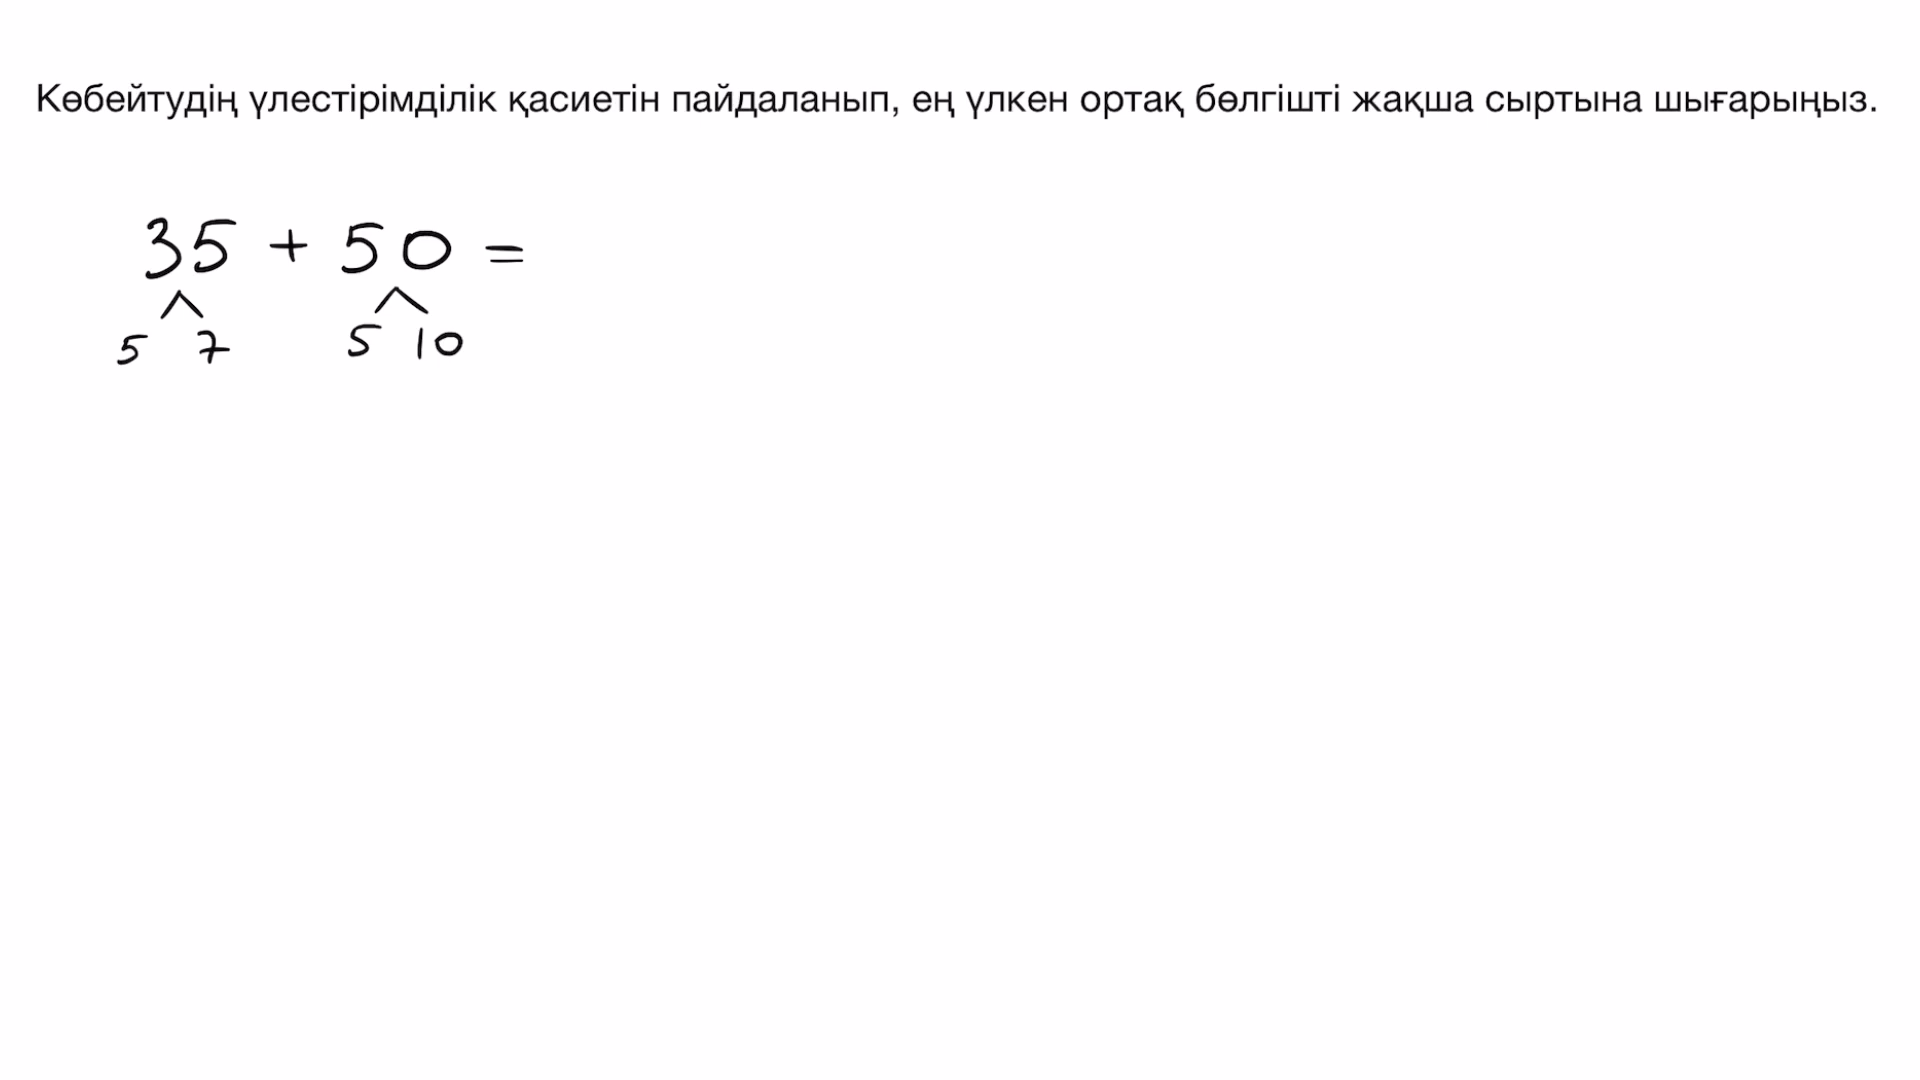 Көбейтудің үлестірімділік қасиетін пайдаланып, ең үлкен ортақ бөлгішті жақша сыртына шығарыңыз.
35 + 50 =
5 7 5 10